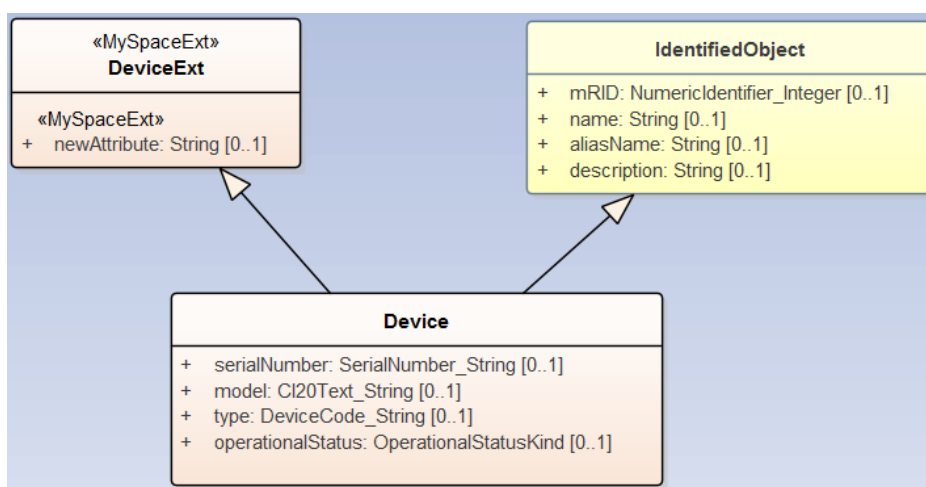 «MySpaceExt»
DeviceExt
«MySpaceExt»
+ newAttribute: String [0..1]
IdentifiedObject
+ mRID: NumericIdentifier_Integer [0..1]
+ name: String [0..1]
+ aliasName: String [0..1]
+ description: String [0..1]
Device
+ serialNumber: SerialNumber_String [0..1]
+ model: CI20Text_String [0..1]
+ type: DeviceCode_String [0..1]
+ operationalStatus: OperationalStatusKind [0..1]